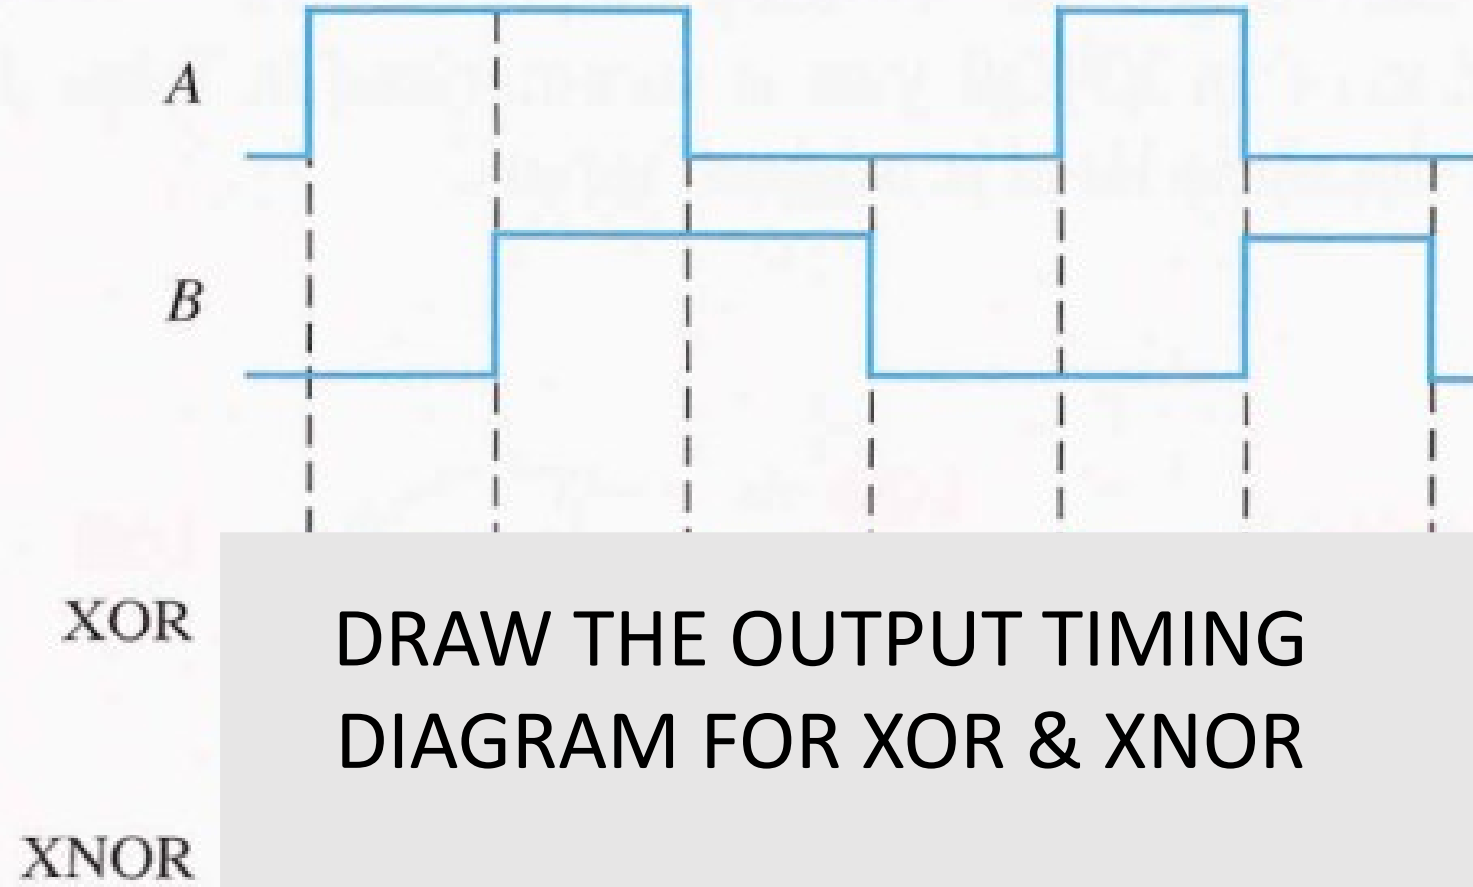 A
B
XOR
DRAW THE OUTPUT TIMING
DIAGRAM FOR XOR & XNOR
XNOR